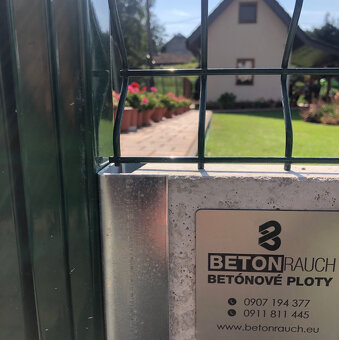 BETONRAUCH
BETÓNOVÉ PLOTY
0907 194 377
0911 811 445
www.betonrauch.eu